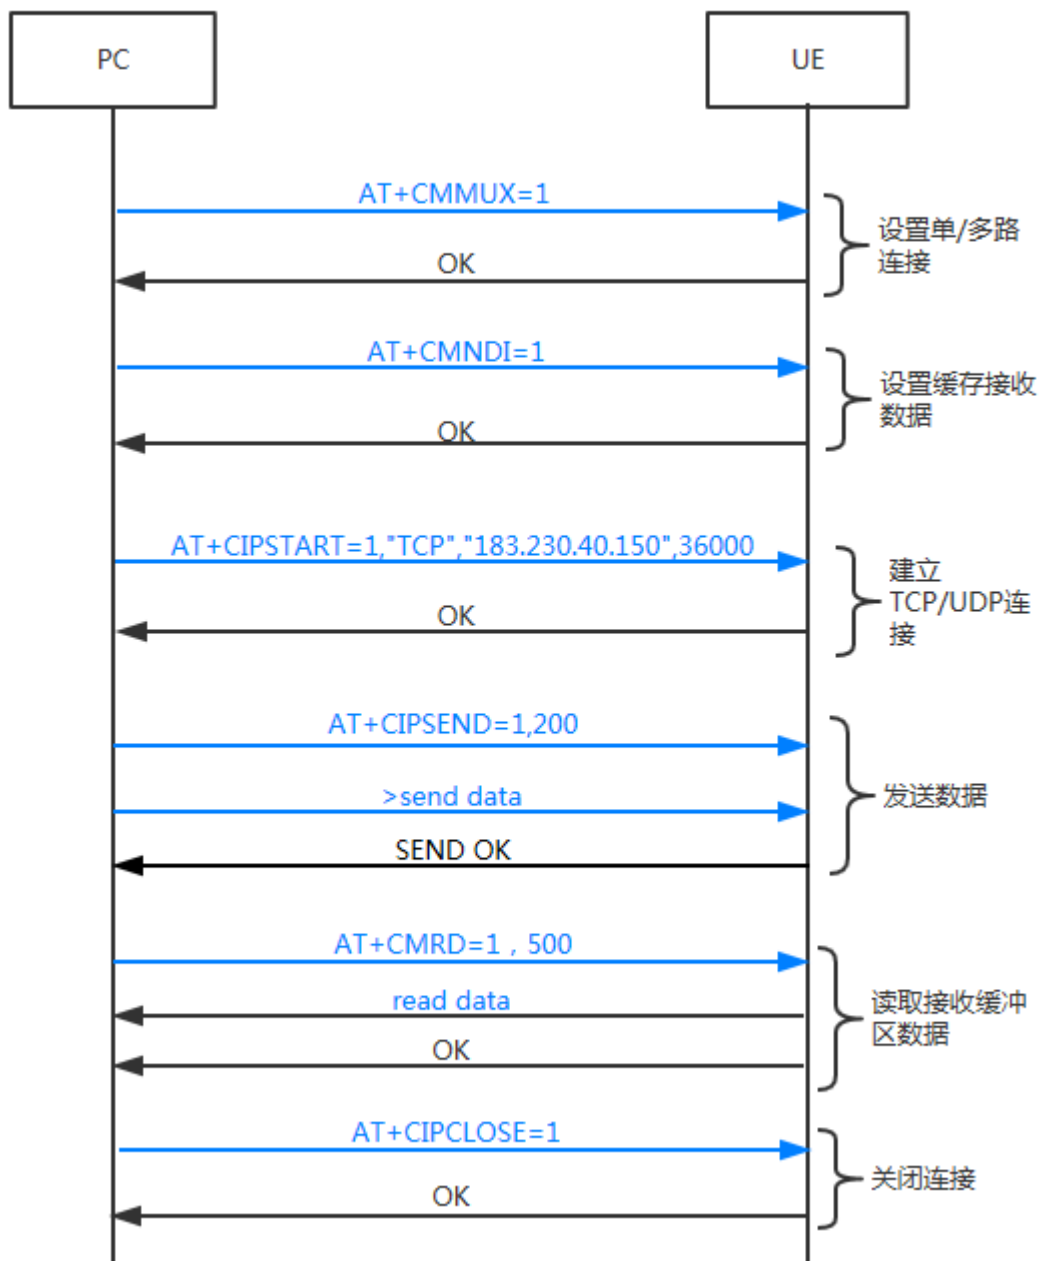 PC
UE
AT+CMMUX=1
OK
设置单/多路
连接
AT+CMNDI=1
OK
设置缓存接收
数据
AT+CIPSTART=1,"TCP","183.230.40.150",36000
OK
建立
TCP/UDP连
接
AT+CIPSEND=1,200
>send data
SEND OK
发送数据
AT+CMRD=1，500
read data
OK
读取接收缓冲
区数据
AT+CIPCLOSE=1
OK
关闭连接